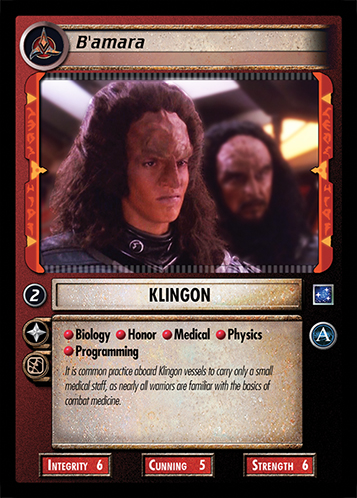 B'amara
2
KLINGON
Biology Honor Medical Physics
Programming
A
It is common practice aboard Klingon vessels to carry only a small
medical staff, as nearly all warriors are familiar with the basics of
combat medicine.
INTEGRITY 6 CUNNING 5 STRENGTH 6